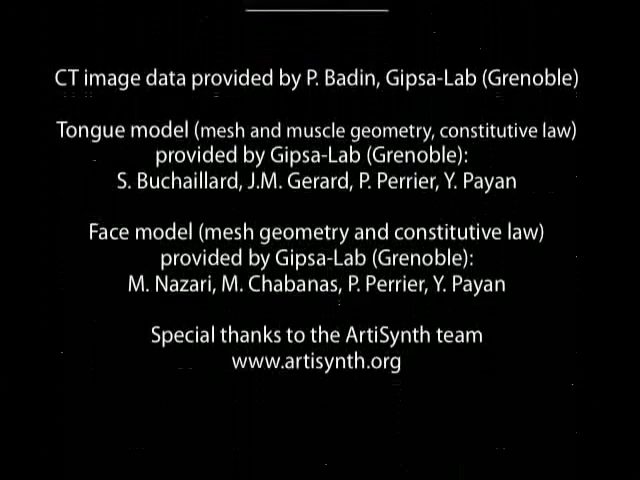 CT image data provided by P. Badin, Gipsa-Lab (Grenoble)
Tongue model (mesh and muscle geometry, constitutive law)
provided by Gipsa-Lab (Grenoble):
S. Buchaillard, J.M. Gerard, P. Perrier, Y. Payan
Face model (mesh geometry and constitutive law)
provided by Gipsa-Lab (Grenoble):
M. Nazari, M. Chabanas, P. Perrier, Y. Payan
Special thanks to the ArtiSynth team
www.artisynth.org